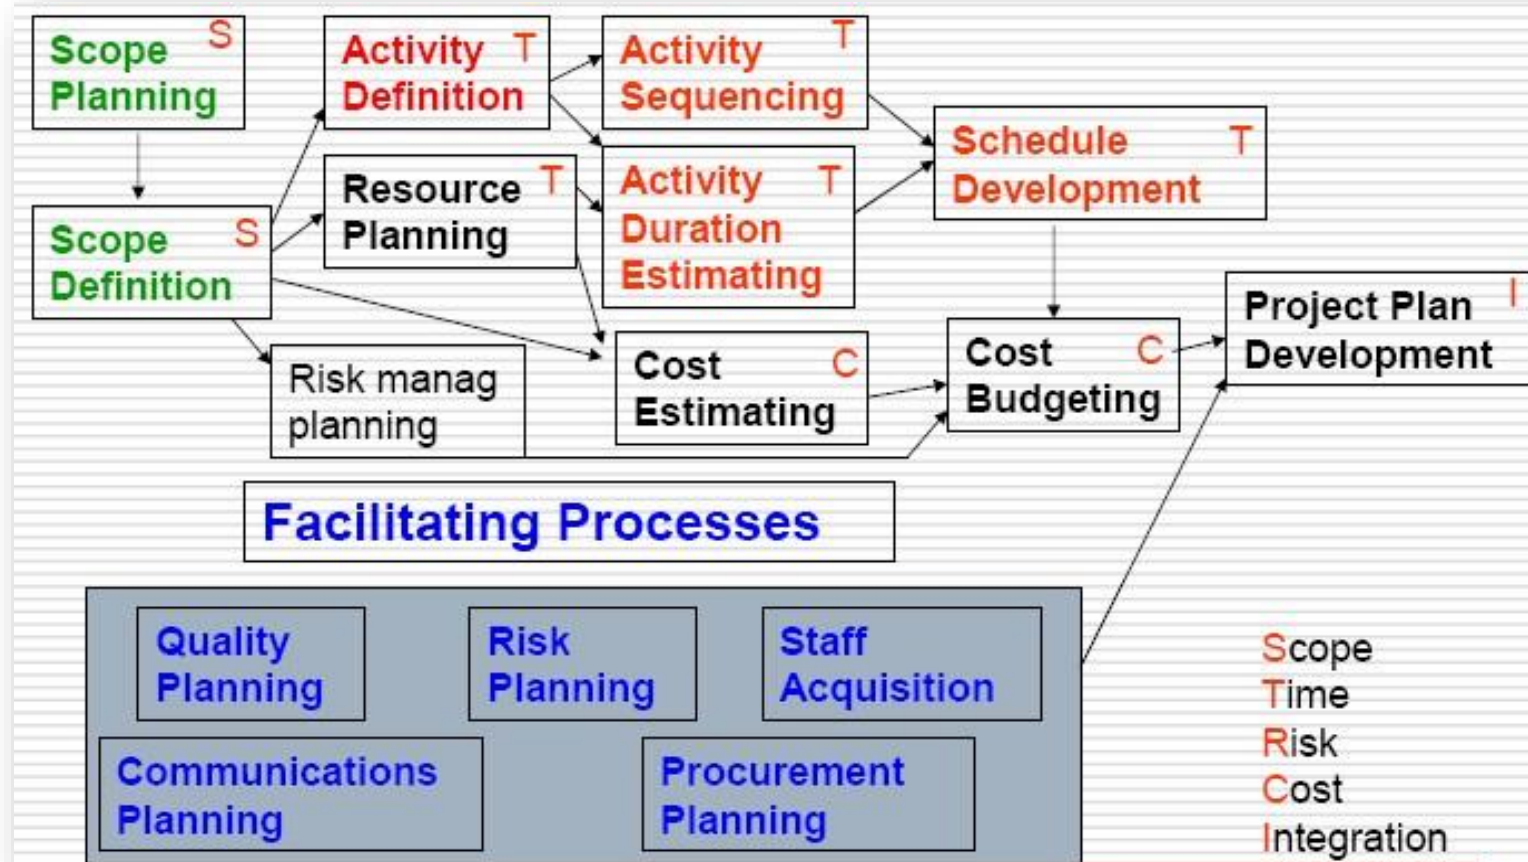 Scope S
Planning
Activity T
Definition
Activity T
Sequencing
Schedule T
Development
Resource T
Planning
Activity T
Duration
Estimating
Scope S
Definition
Project Plan I
Development
Cost C
Budgeting
Cost C
Estimating
Risk manag
planning
Facilitating Processes
Quality
Planning
Risk
Planning
Staff
Acquisition
Communications
Planning
Procurement
Planning
Scope
Time
Risk
Cost
Integration